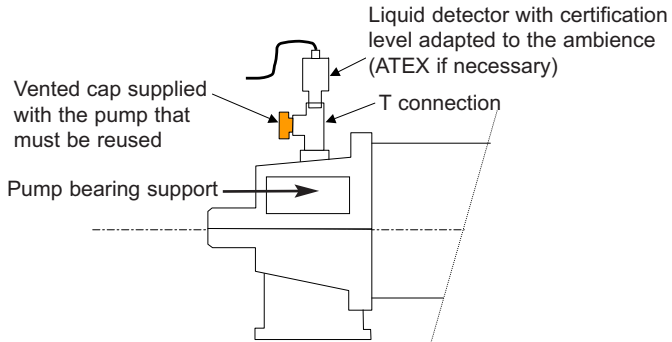 Liquid detector with certification
level adapted to the ambience
(ATEX if necessary)
Vented cap supplied
with the pump that
must be reused
T connection
Pump bearing support